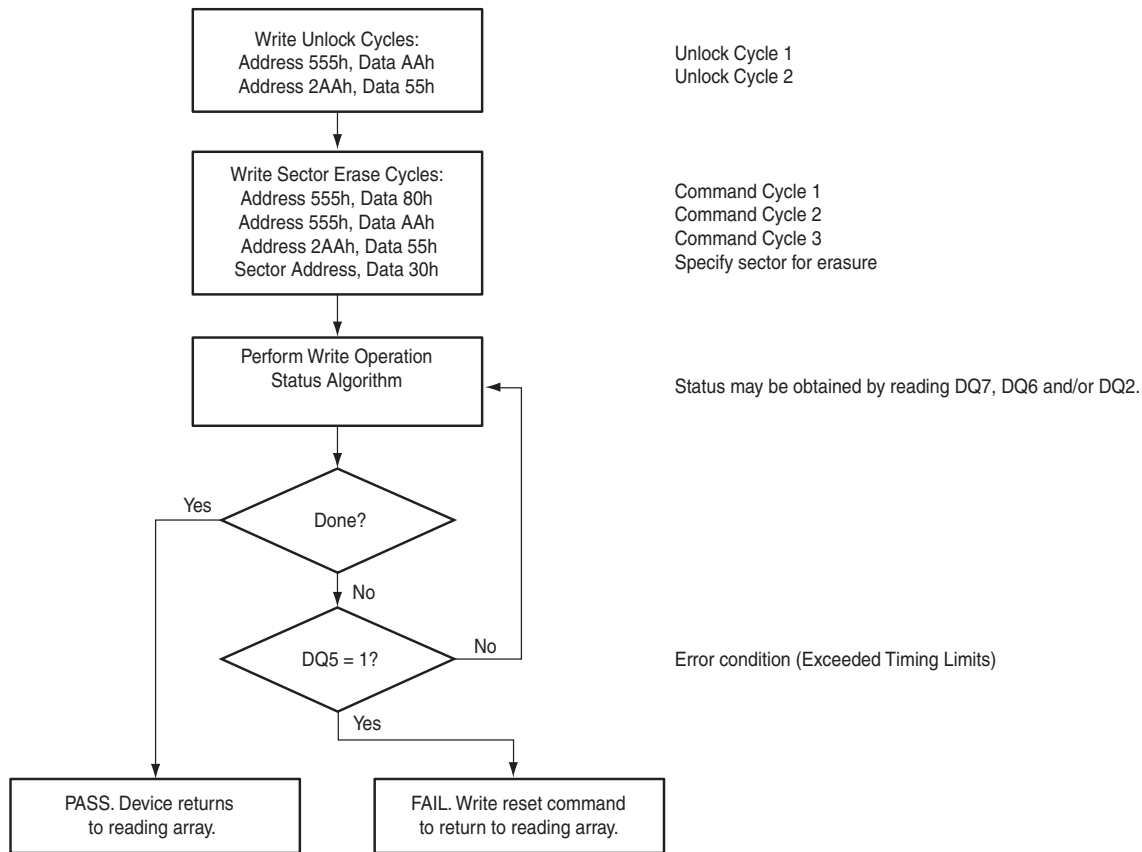 Write Unlock Cycles:
Address 555h, Data AAh
Address 2AAh, Data 55h
Unlock Cycle 1
Unlock Cycle 2
Write Sector Erase Cycles:
Address 555h, Data 80h
Address 555h, Data AAh
Address 2AAh, Data 55h
Sector Address, Data 30h
Command Cycle 1
Command Cycle 2
Command Cycle 3
Specify sector for erasure
Perform Write Operation
Status Algorithm
Status may be obtained by reading DQ7, DQ6 and/or DQ2.
Yes
Done?
No
DQ5 = 1?
No
Error condition (Exceeded Timing Limits)
Yes
PASS. Device returns
to reading array.
FAIL. Write reset command
to return to reading array.